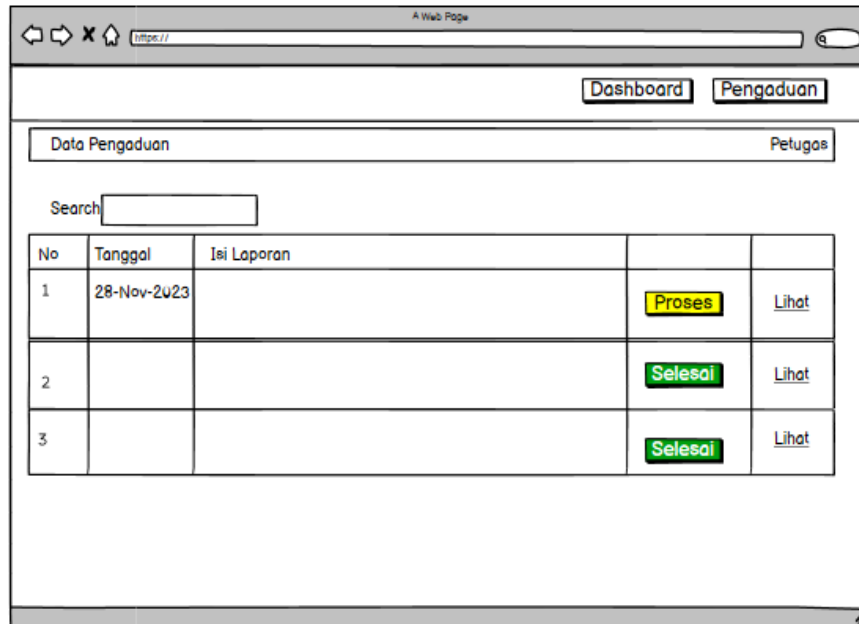 A Web Page
https://
Dashboard Pengaduan
Data Pengaduan Petugas
Search
No Tanggal Isi Laporan
1 28-Nov-2023 Proses Lihat
2 Selesai Lihat
3 Selesai Lihat